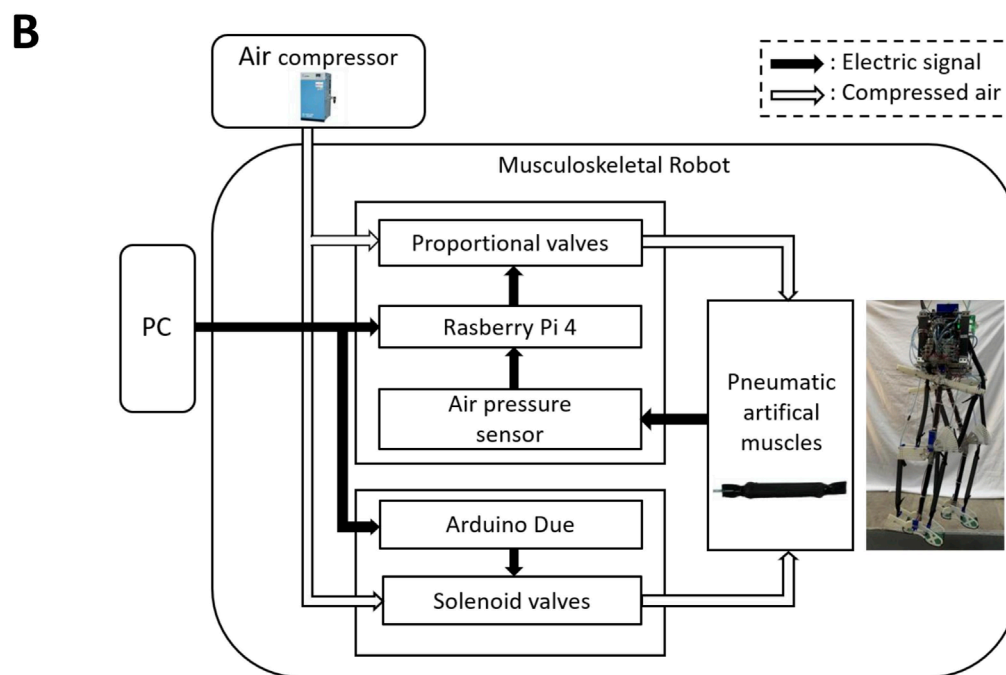 B
Air compressor
: Electric signal
: Compressed air
Musculoskeletal Robot
Proportional valves
PC
Rasberry Pi 4
Air pressure
sensor
Pneumatic
artifical
muscles
Arduino Due
Solenoid valves